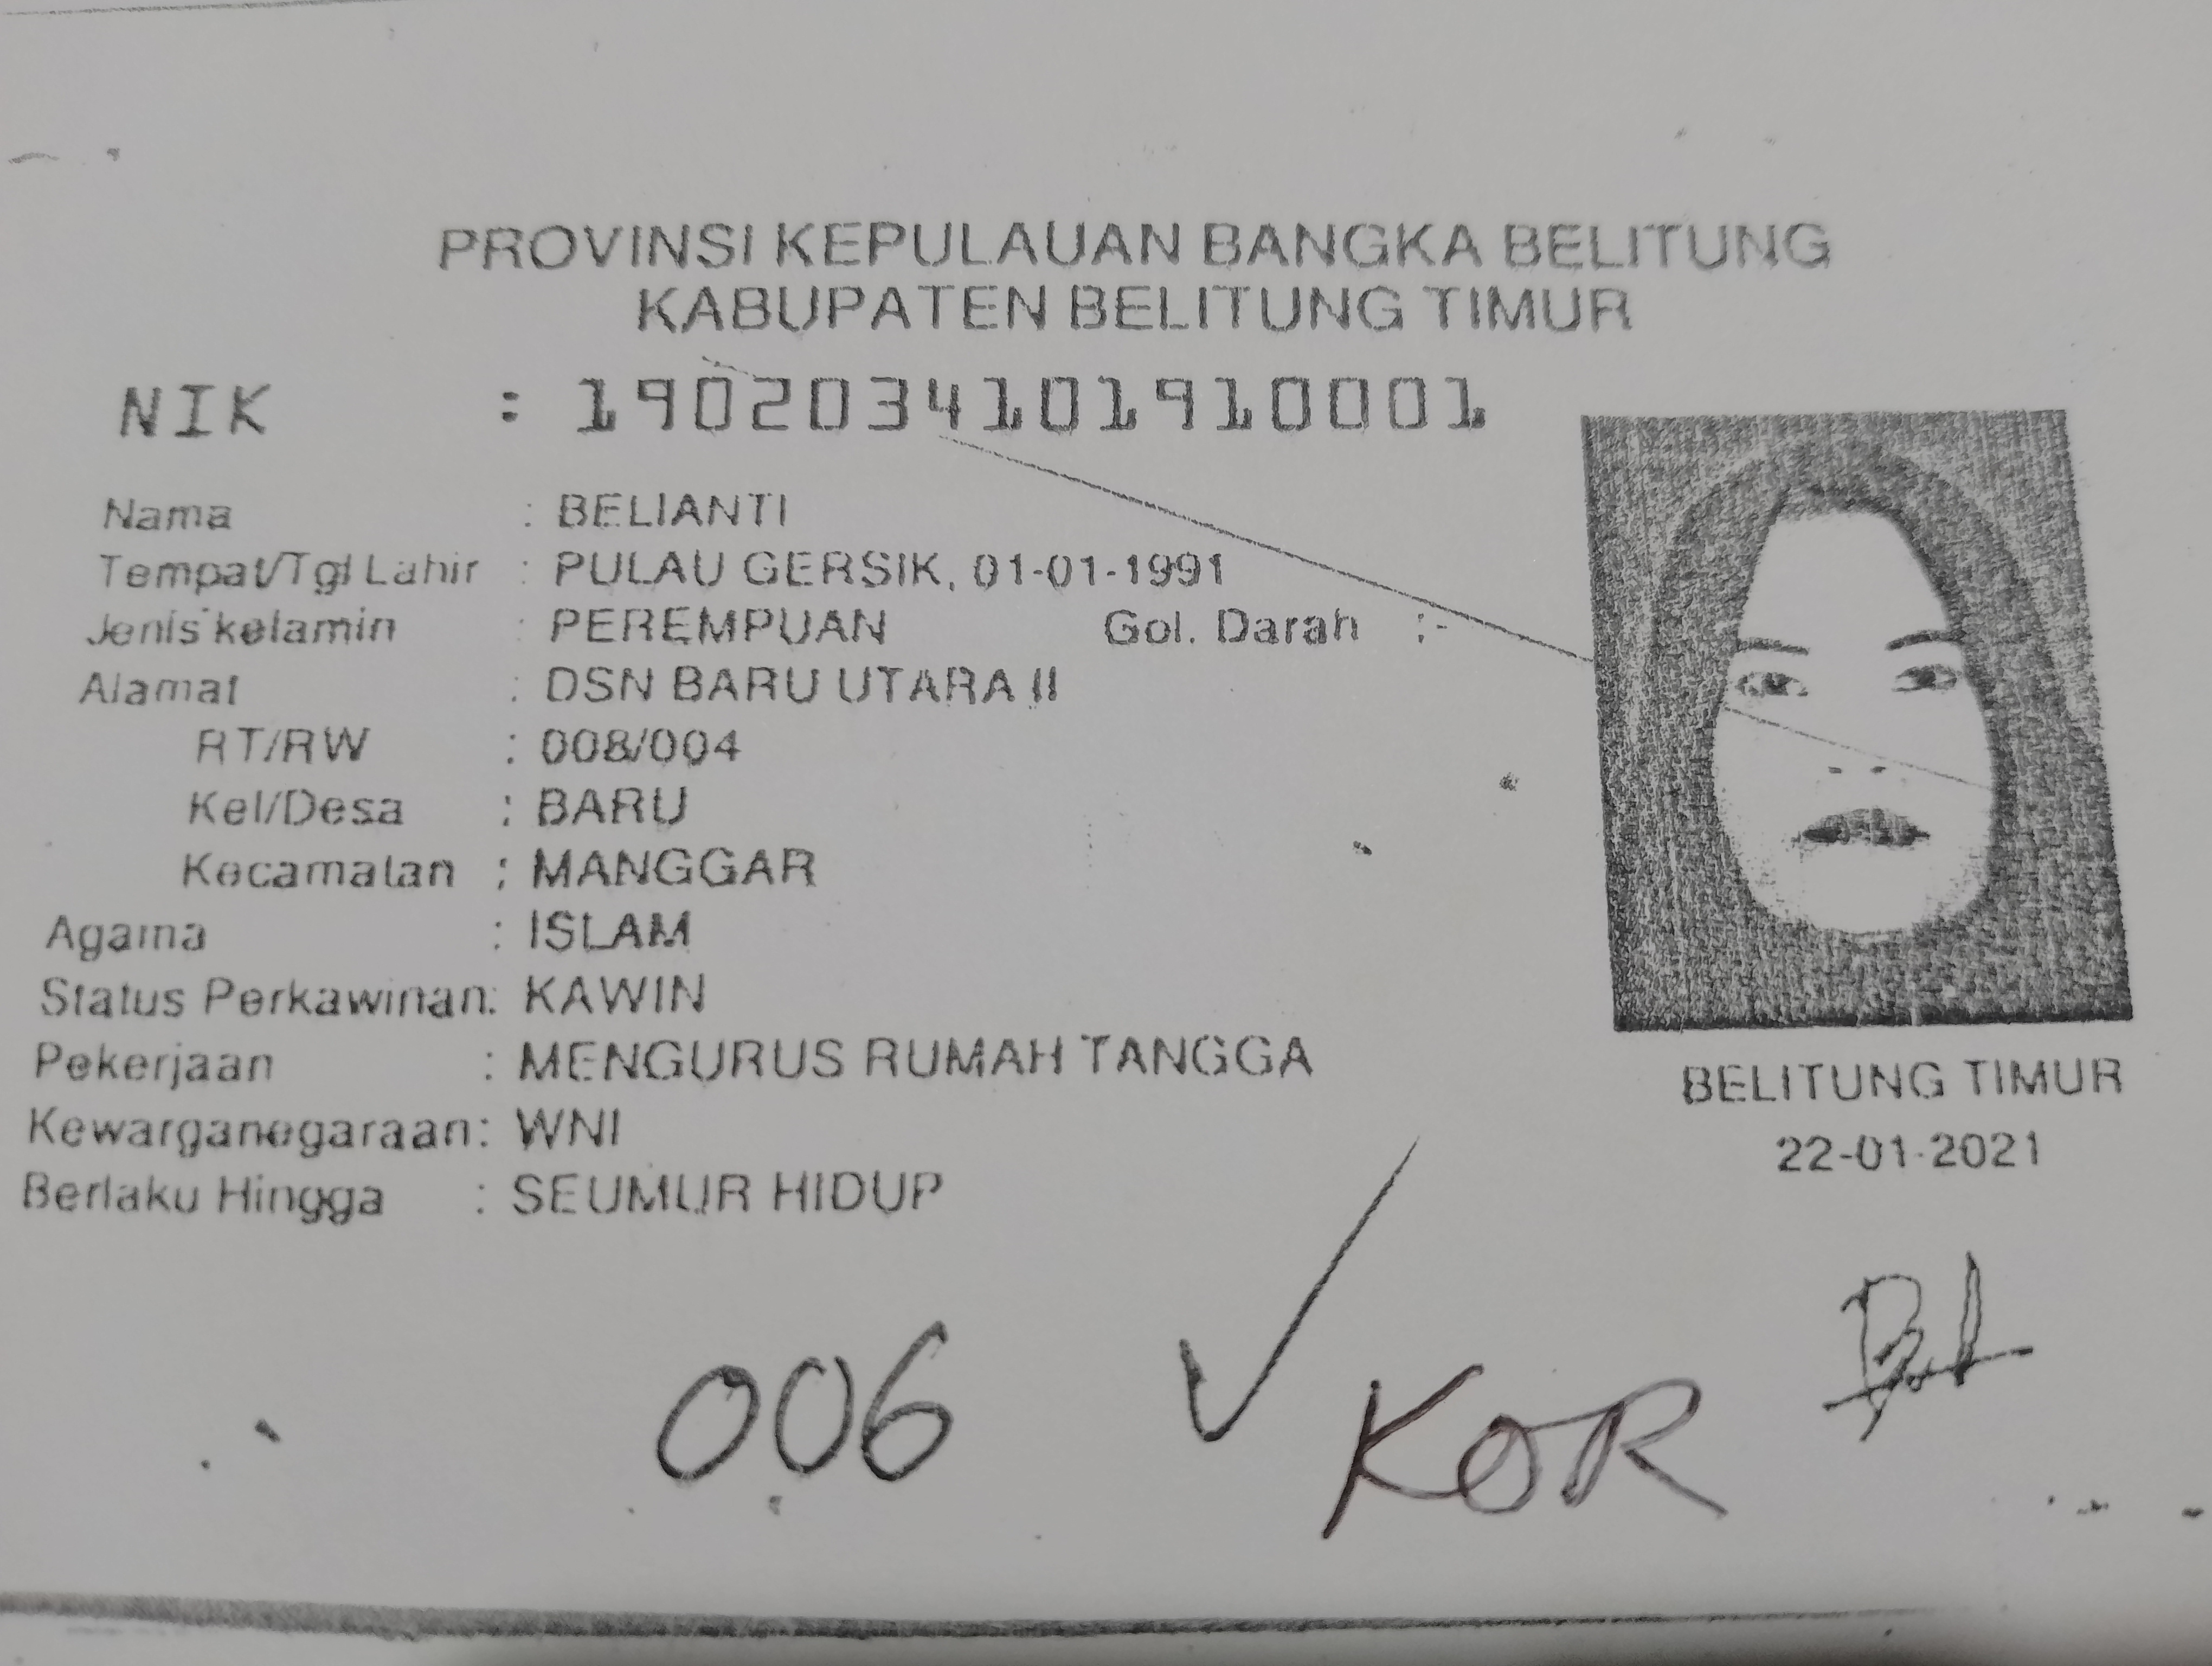 PROVINSI KEPULAUAN BANGKA BELITUNG
KABUPATEN BELITUNG TIMUR
NIK : 1902034101910001
Nama : BELIANTI
Tempat/Tgl Lahir : PULAU GERSIK, 01-01-1991
Jenis kelamin : PEREMPUAN Gol. Darah :-
Alamat : DSN BARU UTARA II
RT/RW : 008/004
Kel/Desa : BARU
Kecamatan : MANGGAR
Agama : ISLAM
Status Perkawinan: KAWIN
Pekerjaan : MENGURUS RUMAH TANGGA
Kewarganegaraan: WNI
Berlaku Hingga : SEUMUR HIDUP
BELITUNG TIMUR
22-01-2021
006
KOR